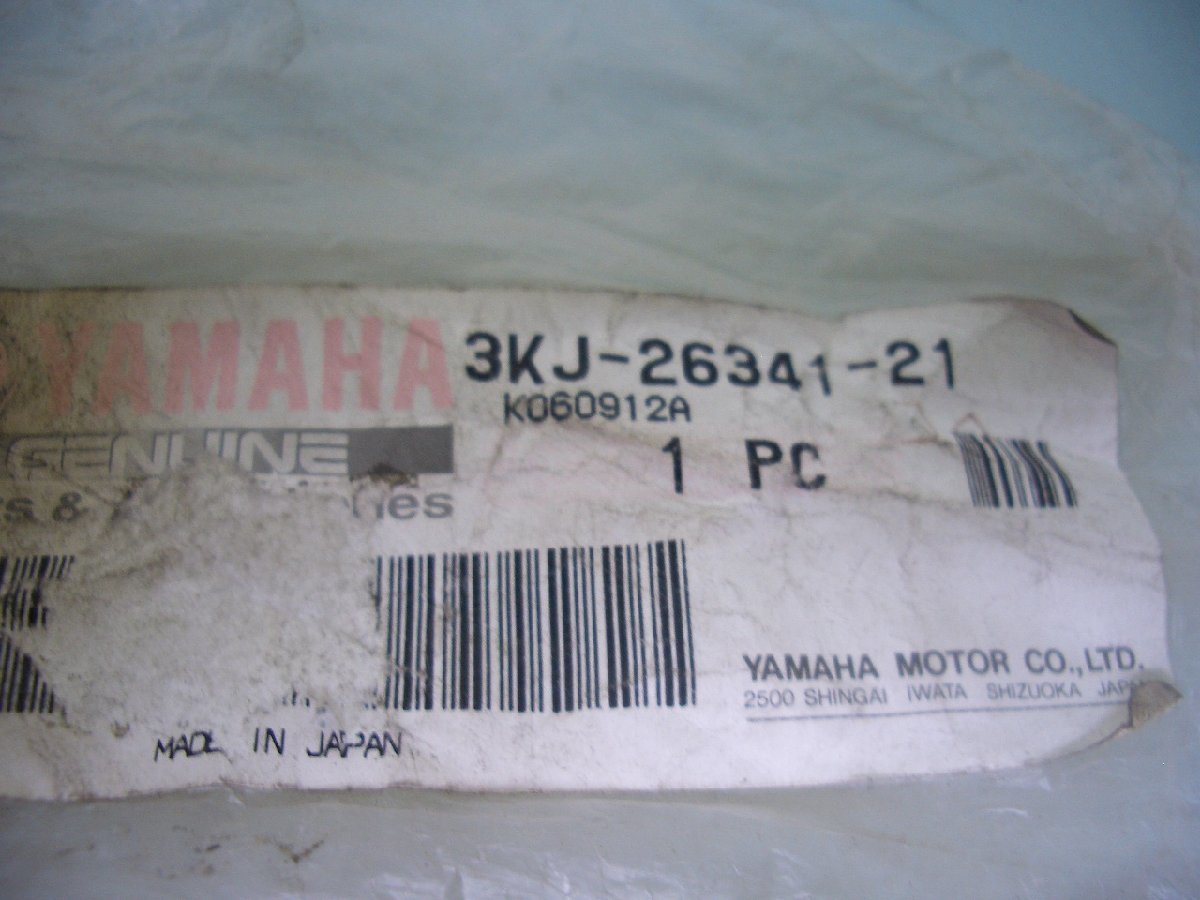 YAMAHA 3KJ-26341-21
K060912A
GENUINE
1 PC
YAMAHA MOTOR CO.,LTD.
2500 SHINGAI IWATA SHIZUOKA
MADE IN JAPAN